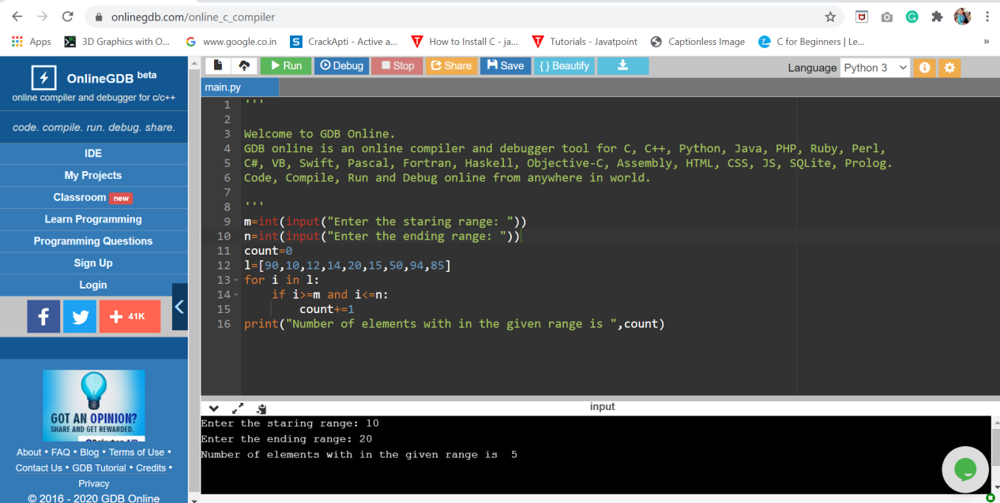 onlinegdb.com/online_c_compiler
Apps 3D Graphics with O... www.google.co.in CrackApti - Active a... How to Install C - ja... Tutorials - Javatpoint Captionless Image C for Beginners | Le... »
OnlineGDB beta
online compiler and debugger for c/c++
code. compile. run. debug. share.
IDE
My Projects
Classroom new
Learn Programming
Programming Questions
Sign Up
Login
41K
GOT AN OPINION?
SHARE AND GET REWARDED.
About • FAQ • Blog • Terms of Use •
Contact Us • GDB Tutorial • Credits •
Privacy
© 2016 - 2020 GDB Online
Run Debug Stop Share Save { } Beautify Language Python 3
main.py
1 '''
2
3 Welcome to GDB Online.
4 GDB online is an online compiler and debugger tool for C, C++, Python, Java, PHP, Ruby, Perl,
5 C#, VB, Swift, Pascal, Fortran, Haskell, Objective-C, Assembly, HTML, CSS, JS, SQLite, Prolog.
6 Code, Compile, Run and Debug online from anywhere in world.
7
8 '''
9 m=int(input("Enter the staring range: "))
10 n=int(input("Enter the ending range: "))
11 count=0
12 l=[90,10,12,14,20,15,50,94,85]
13 for i in l:
14     if i>=m and i<=n:
15         count+=1
16 print("Number of elements with in the given range is ",count)
input
Enter the staring range: 10
Enter the ending range: 20
Number of elements with in the given range is  5